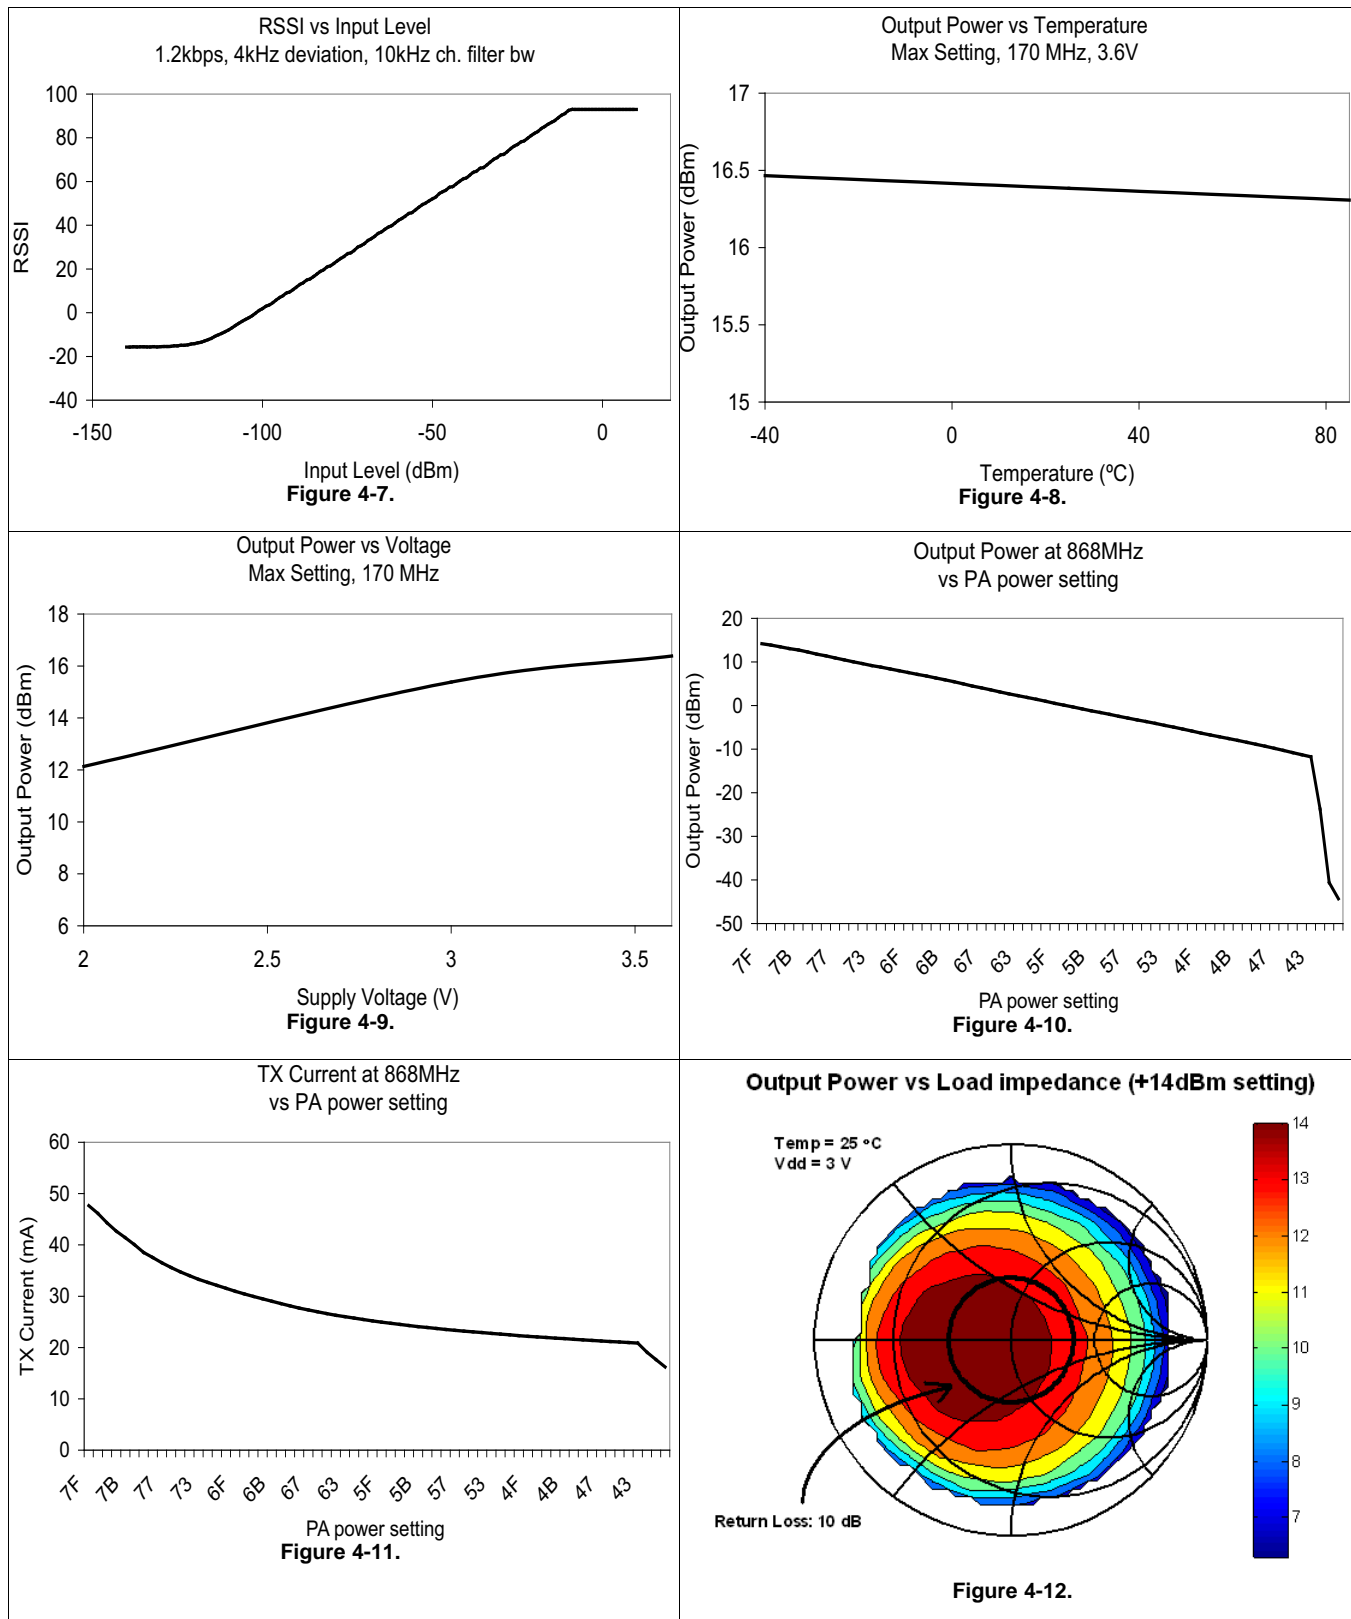 RSSI vs Input Level
1.2kbps, 4kHz deviation, 10kHz ch. filter bw
100
80
60
40
20
0
-20
-40
RSSI
-150
-100
-50
0
Input Level (dBm)
Figure 4-7.
Output Power vs Temperature
Max Setting, 170 MHz, 3.6V
17
16.5
16
15.5
15
Output Power (dBm)
-40
0
40
80
Temperature (ºC)
Figure 4-8.
Output Power vs Voltage
Max Setting, 170 MHz
18
16
14
12
10
8
6
Output Power (dBm)
2
2.5
3
3.5
Supply Voltage (V)
Figure 4-9.
Output Power at 868MHz
vs PA power setting
20
10
0
-10
-20
-30
-40
-50
Output Power (dBm)
7F
7B
77
73
6F
6B
67
63
5F
5B
57
53
4F
4B
47
43
PA power setting
Figure 4-10.
TX Current at 868MHz
vs PA power setting
60
50
40
30
20
10
0
TX Current (mA)
7F
7B
77
73
6F
6B
67
63
5F
5B
57
53
4F
4B
47
43
PA power setting
Figure 4-11.
Output Power vs Load impedance (+14dBm setting)
Temp = 25 ºC
Vdd = 3 V
Return Loss: 10 dB
14
13
12
11
10
9
8
7
Figure 4-12.